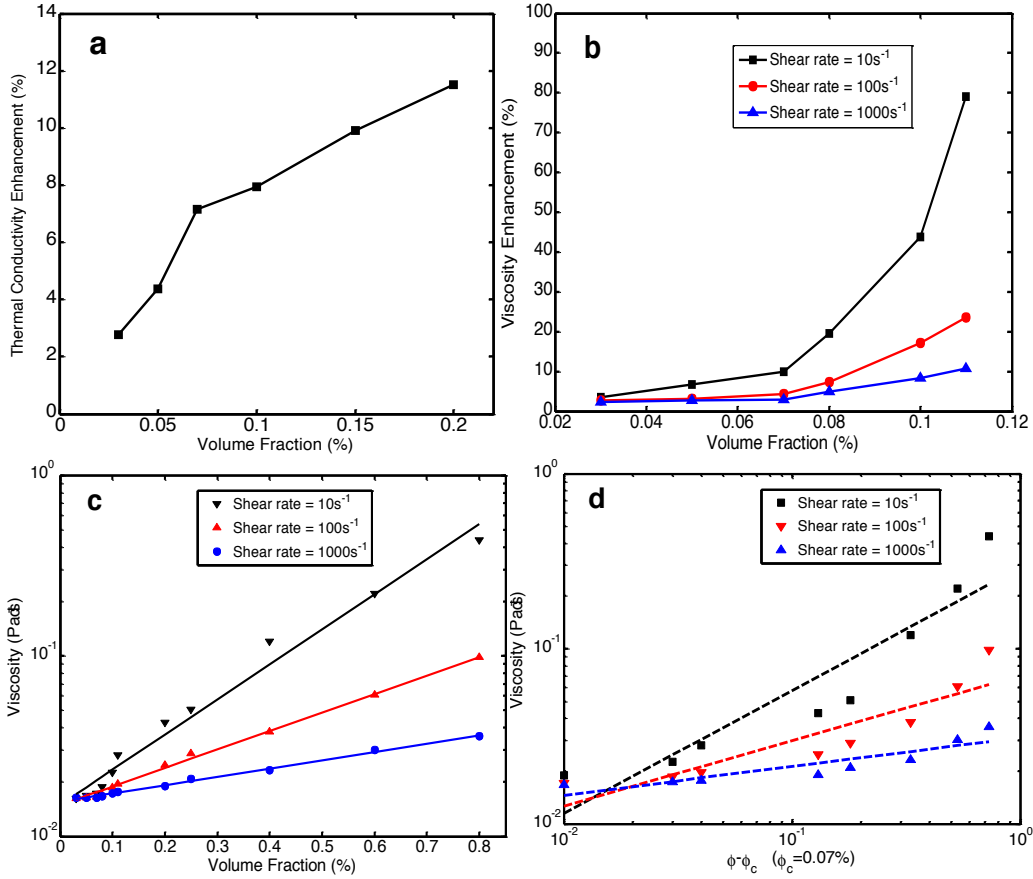 a
14
12
10
8
6
4
2
0
0 0.05 0.1 0.15 0.2
Thermal Conductivity Enhancement (%)
Volume Fraction (%)
b
100
90
80
70
60
50
40
30
20
10
0
0.02 0.04 0.06 0.08 0.1 0.12
Viscosity Enhancement (%)
Volume Fraction (%)
Shear rate = 10s⁻¹
Shear rate = 100s⁻¹
Shear rate = 1000s⁻¹
c
10⁰
10⁻¹
10⁻²
0 0.1 0.2 0.3 0.4 0.5 0.6 0.7 0.8
Viscosity (Pa·s)
Volume Fraction (%)
Shear rate = 10s⁻¹
Shear rate = 100s⁻¹
Shear rate = 1000s⁻¹
d
10⁰
10⁻¹
10⁻²
10⁻² 10⁻¹ 10⁰
Viscosity (Pa·s)
ϕ-ϕc (ϕc=0.07%)
Shear rate = 10s⁻¹
Shear rate = 100s⁻¹
Shear rate = 1000s⁻¹